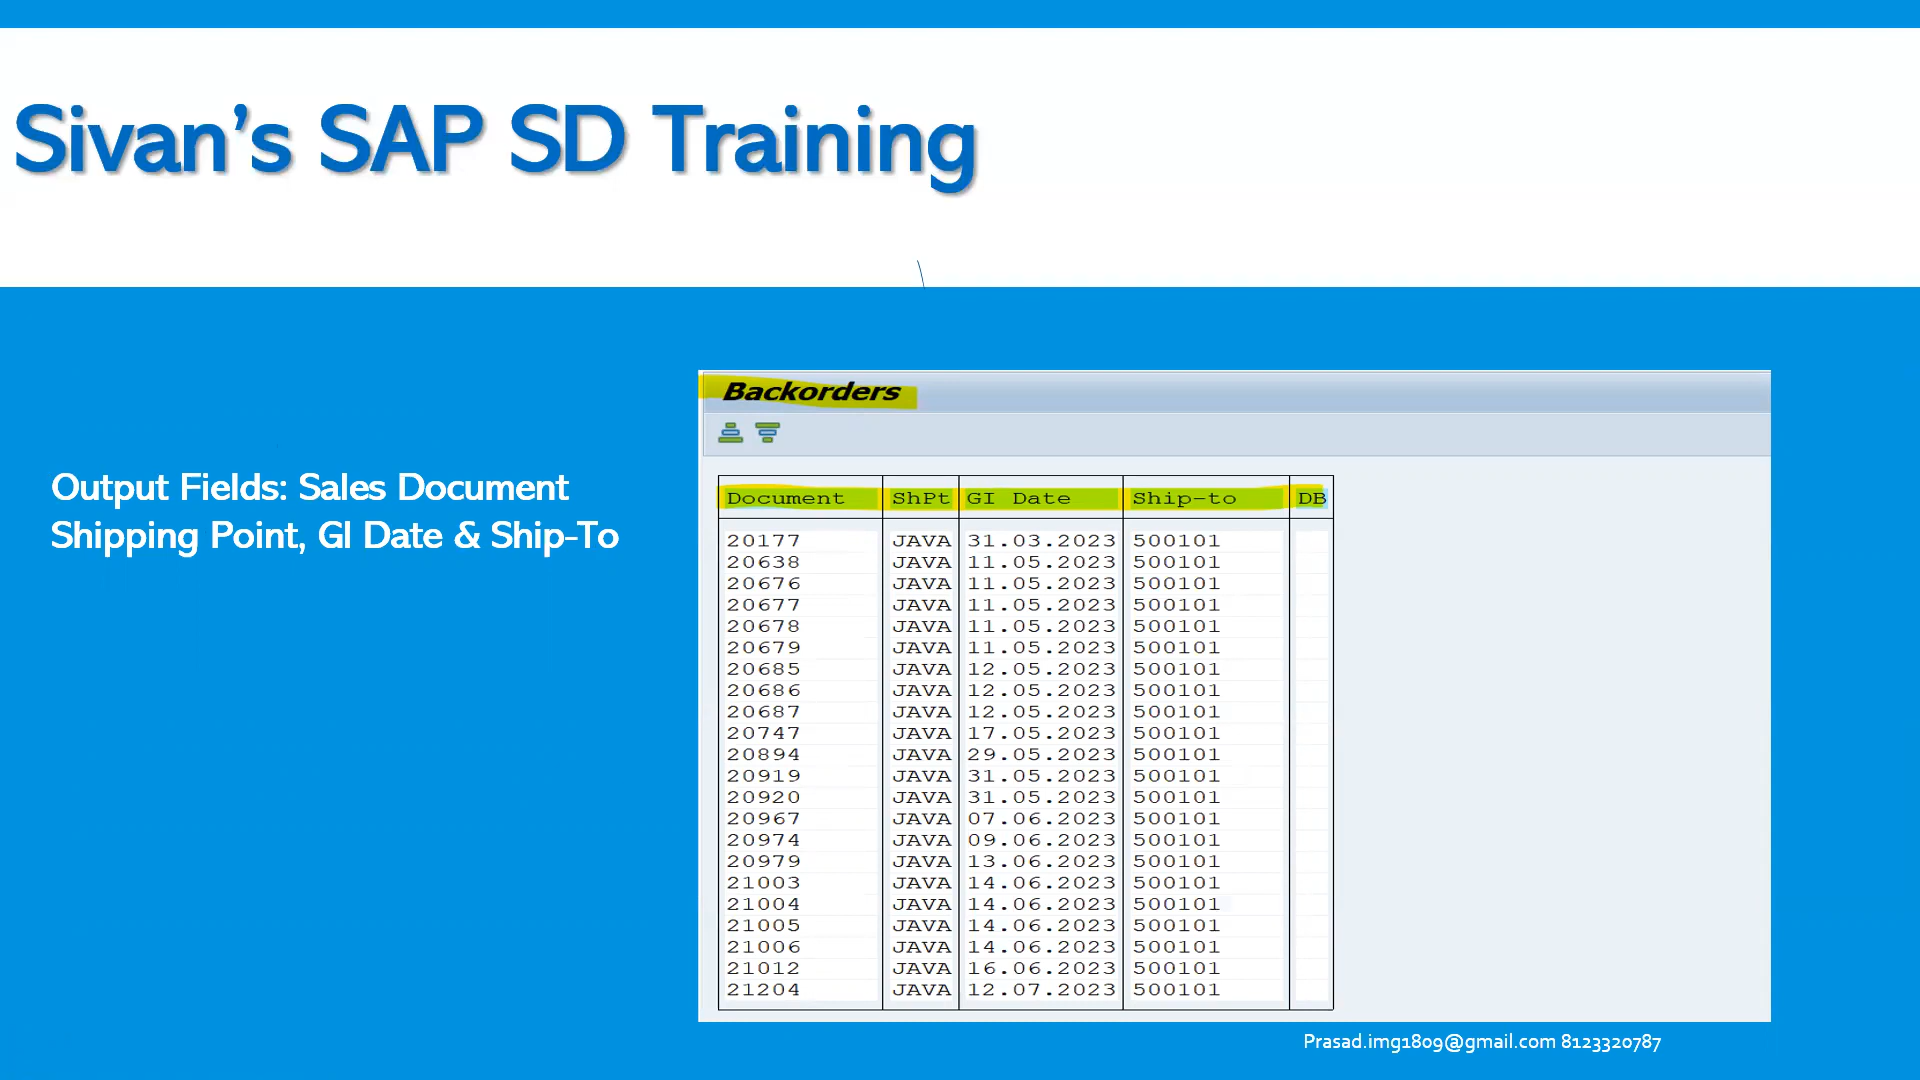 Sivan’s SAP SD Training
Output Fields: Sales Document
Shipping Point, GI Date & Ship-To
Backorders
Document ShPt GI Date Ship-to DB
20177 JAVA 31.03.2023 500101
20638 JAVA 11.05.2023 500101
20676 JAVA 11.05.2023 500101
20677 JAVA 11.05.2023 500101
20678 JAVA 11.05.2023 500101
20679 JAVA 11.05.2023 500101
20685 JAVA 12.05.2023 500101
20686 JAVA 12.05.2023 500101
20687 JAVA 12.05.2023 500101
20747 JAVA 17.05.2023 500101
20894 JAVA 29.05.2023 500101
20919 JAVA 31.05.2023 500101
20920 JAVA 31.05.2023 500101
20967 JAVA 07.06.2023 500101
20974 JAVA 09.06.2023 500101
20979 JAVA 13.06.2023 500101
21003 JAVA 14.06.2023 500101
21004 JAVA 14.06.2023 500101
21005 JAVA 14.06.2023 500101
21006 JAVA 14.06.2023 500101
21012 JAVA 16.06.2023 500101
21204 JAVA 12.07.2023 500101
Prasad.img1809@gmail.com 8123320787